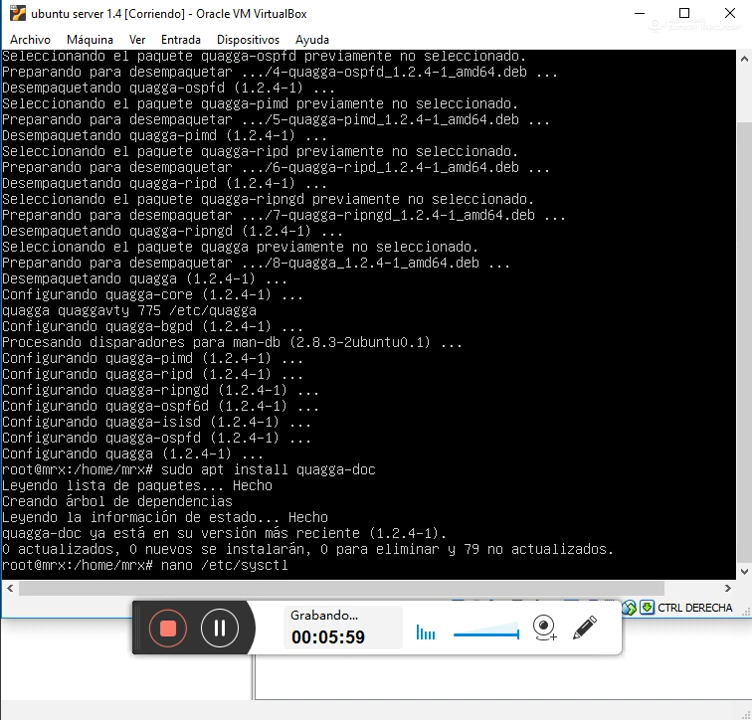 ubuntu server 1.4 [Corriendo] - Oracle VM VirtualBox
Archivo Máquina Ver Entrada Dispositivos Ayuda
Seleccionando el paquete quagga-ospfd previamente no seleccionado.
Preparando para desempaquetar .../4-quagga-ospfd_1.2.4-1_amd64.deb ...
Desempaquetando quagga-ospfd (1.2.4-1) ...
Seleccionando el paquete quagga-pimd previamente no seleccionado.
Preparando para desempaquetar .../5-quagga-pimd_1.2.4-1_amd64.deb ...
Desempaquetando quagga-pimd (1.2.4-1) ...
Seleccionando el paquete quagga-ripd previamente no seleccionado.
Preparando para desempaquetar .../6-quagga-ripd_1.2.4-1_amd64.deb ...
Desempaquetando quagga-ripd (1.2.4-1) ...
Seleccionando el paquete quagga-ripngd previamente no seleccionado.
Preparando para desempaquetar .../7-quagga-ripngd_1.2.4-1_amd64.deb ...
Desempaquetando quagga-ripngd (1.2.4-1) ...
Seleccionando el paquete quagga previamente no seleccionado.
Preparando para desempaquetar .../8-quagga_1.2.4-1_amd64.deb ...
Desempaquetando quagga (1.2.4-1) ...
Configurando quagga-core (1.2.4-1) ...
quagga quaggavty 775 /etc/quagga
Configurando quagga-bgpd (1.2.4-1) ...
Procesando disparadores para man-db (2.8.3-2ubuntu0.1) ...
Configurando quagga-pimd (1.2.4-1) ...
Configurando quagga-ripd (1.2.4-1) ...
Configurando quagga-ripngd (1.2.4-1) ...
Configurando quagga-ospf6d (1.2.4-1) ...
Configurando quagga-isisd (1.2.4-1) ...
Configurando quagga-ospfd (1.2.4-1) ...
Configurando quagga (1.2.4-1) ...
root@mrx:/home/mrx# sudo apt install quagga-doc
Leyendo lista de paquetes... Hecho
Creando árbol de dependencias
Leyendo la información de estado... Hecho
quagga-doc ya está en su versión más reciente (1.2.4-1).
0 actualizados, 0 nuevos se instalarán, 0 para eliminar y 79 no actualizados.
root@mrx:/home/mrx# nano /etc/sysctl
CTRL DERECHA
Grabando...
00:05:59